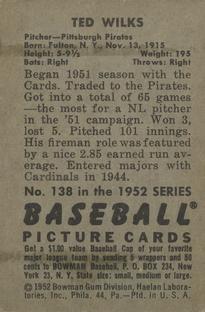 TED WILKS
Pitcher—Pittsburgh Pirates
Born: Fulton, N. Y., Nov. 13, 1915
Height: 5-9½ Weight: 195
Bats: Right Throws: Right
Began 1951 season with the
Cards. Traded to the Pirates.
Got into a total of 65 games
—the most for a NL pitcher
in the '51 campaign. Won 3,
lost 5. Pitched 101 innings.
His fireman role was featured
by a nice 2.85 earned run av-
erage. Entered majors with
Cardinals in 1944.
No. 138 in the 1952 SERIES
BASEBALL®
PICTURE CARDS
Get a $1.00 value Baseball Cap of your favorite
major league team by sending 5 wrappers and 50
cents to BOWMAN Baseball, P. O. BOX 234, New
York 23, N. Y. State size: small, medium or large.
©1952 Bowman Gum Division, Haelan Labora-
tories, Inc., Phila. 44, Pa.—Ptd. in U. S. A.